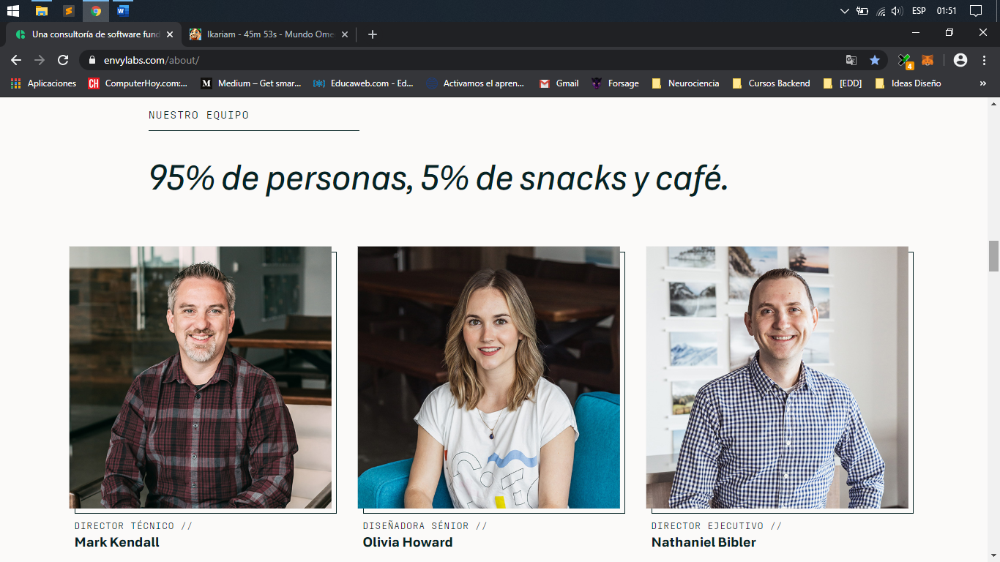 ESP
01:51
Una consultoría de software fund
Ikariam - 45m 53s - Mundo Ome
envylabs.com/about/
4
Aplicaciones
CH
ComputerHoy.com:...
M
Medium – Get smar...
Educaweb.com - Ed...
Activamos el apren...
Gmail
Forsage
Neurociencia
Cursos Backend
[EDD]
Ideas Diseño
»
NUESTRO EQUIPO
95% de personas, 5% de snacks y café.
DIRECTOR TÉCNICO //
Mark Kendall
DISEÑADORA SÉNIOR //
Olivia Howard
DIRECTOR EJECUTIVO //
Nathaniel Bibler